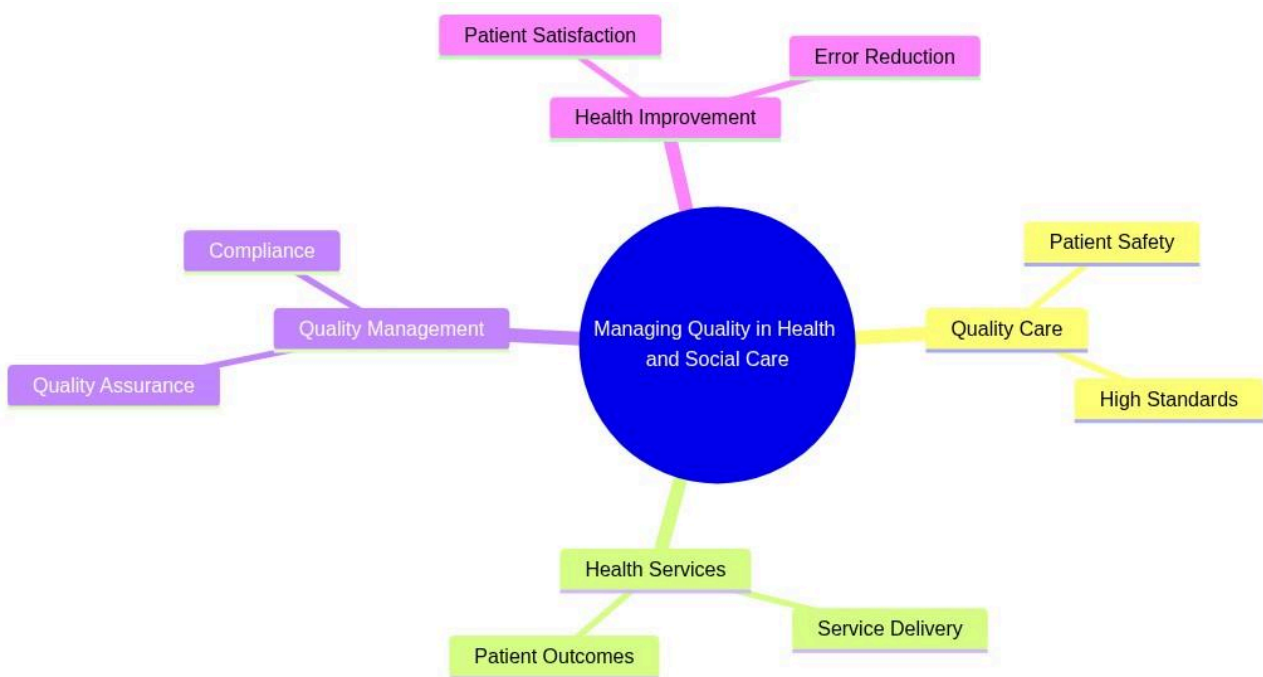 Patient Satisfaction
Error Reduction
Health Improvement
Compliance
Patient Safety
Quality Management
Managing Quality in Health
and Social Care
Quality Care
Quality Assurance
High Standards
Health Services
Service Delivery
Patient Outcomes